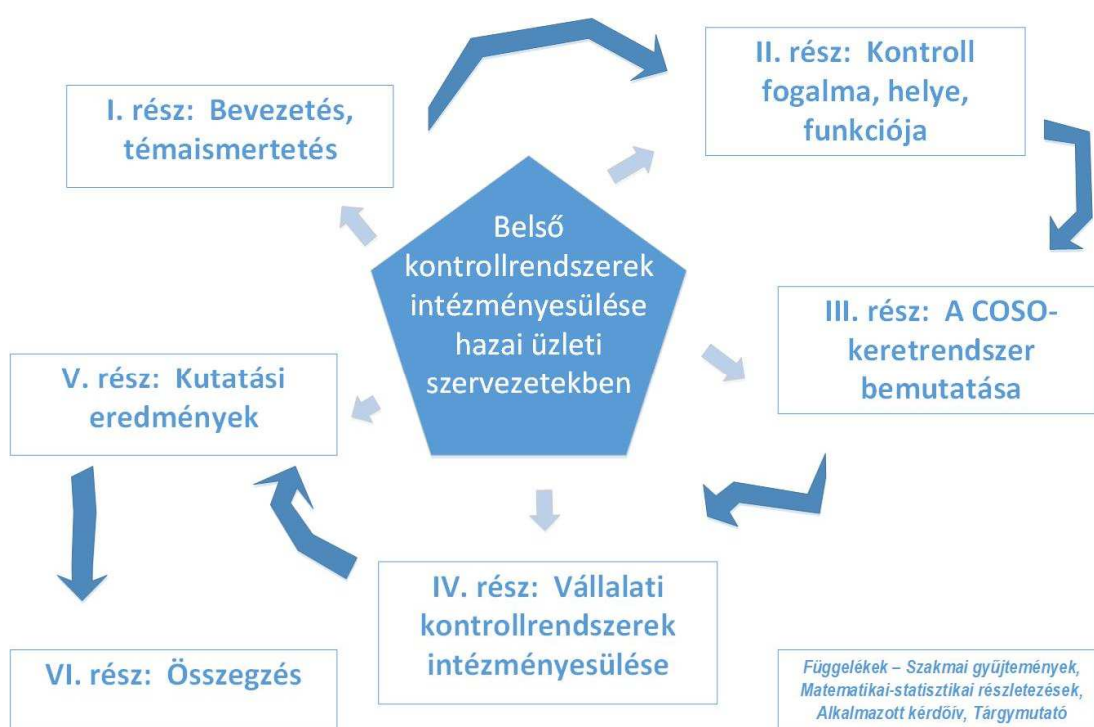 I. rész:  Bevezetés,
témaismertetés
II. rész:  Kontroll
fogalma, helye,
funkciója
Belső
kontrollrendszerek
intézményesülése
hazai üzleti
szervezetekben
III. rész:  A COSO-
keretrendszer
bemutatása
IV. rész:  Vállalati
kontrollrendszerek
intézményesülése
V. rész:  Kutatási
eredmények
VI. rész:  Összegzés
Függelékek – Szakmai gyűjtemények,
Matematikai-statisztikai részletezések,
Alkalmazott kérdőív, Tárgymutató